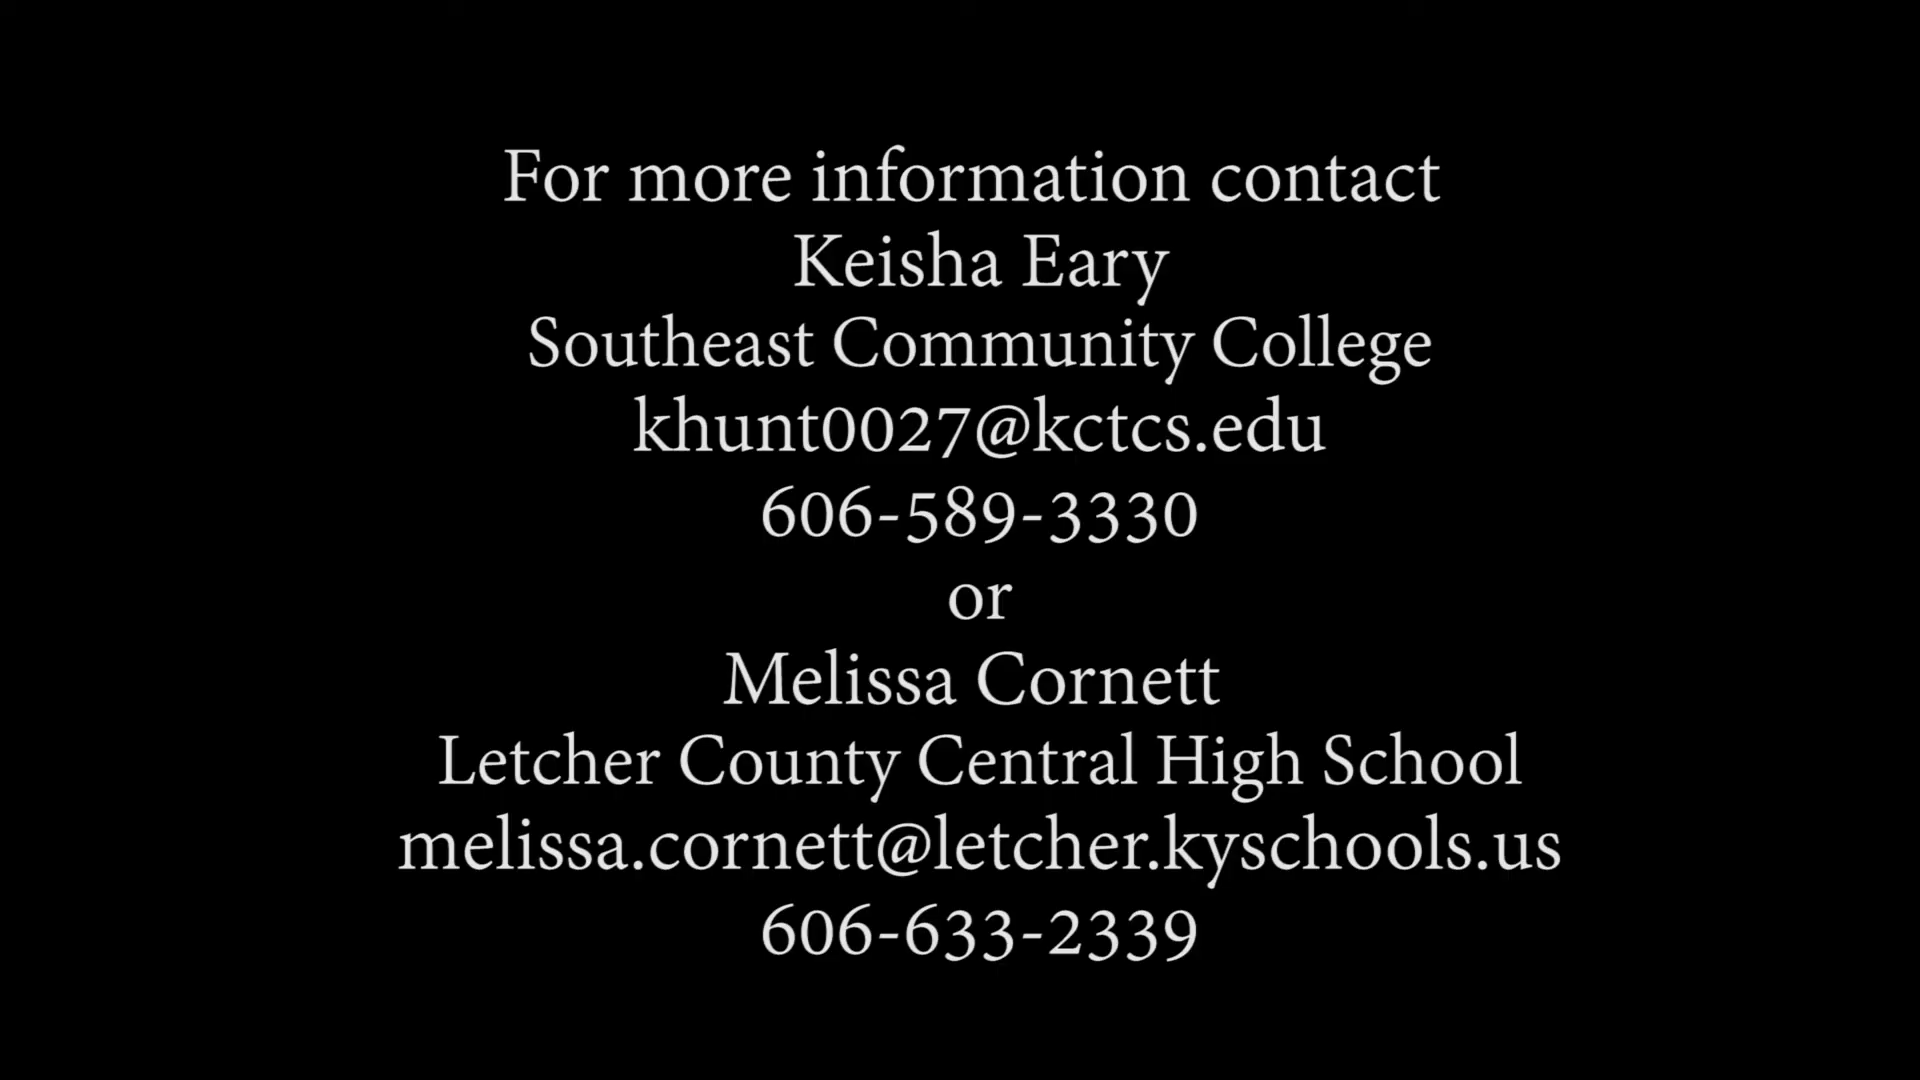 For more information contact
Keisha Eary
Southeast Community College
khunt0027@kctcs.edu
606-589-3330
or
Melissa Cornett
Letcher County Central High School
melissa.cornett@letcher.kyschools.us
606-633-2339